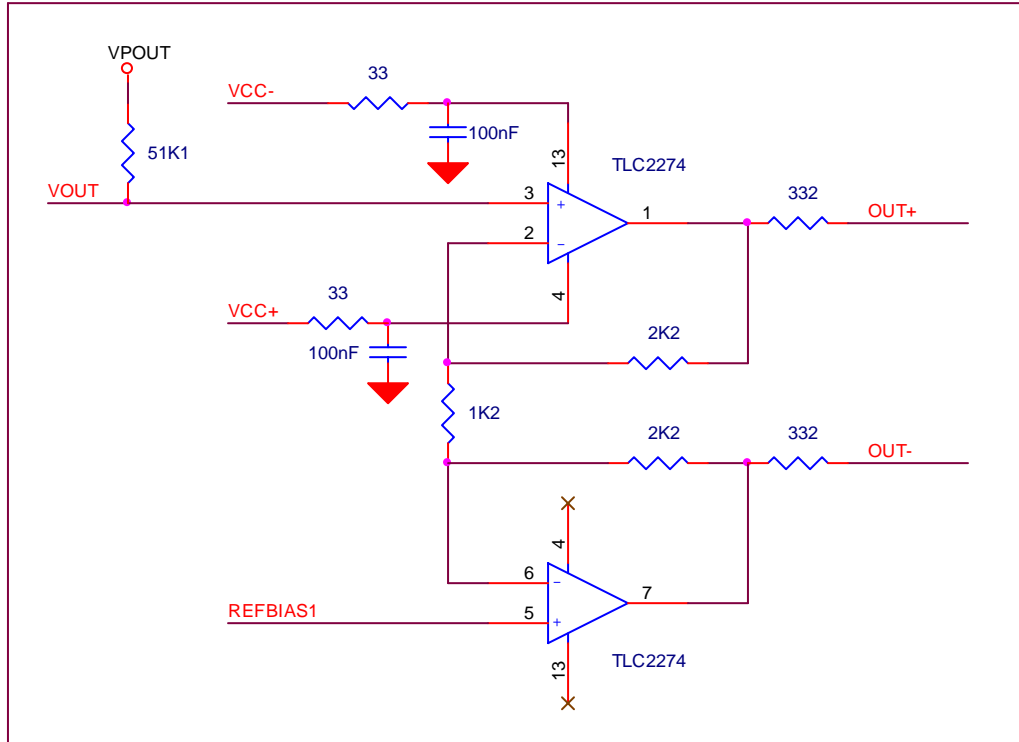 VPOUT
33
VCC-
100nF
51K1
13
TLC2274
VOUT
3
+
1
332
OUT+
2
−
4
33
VCC+
100nF
2K2
1K2
2K2
332
OUT-
4
6
−
7
REFBIAS1
5
+
13
TLC2274